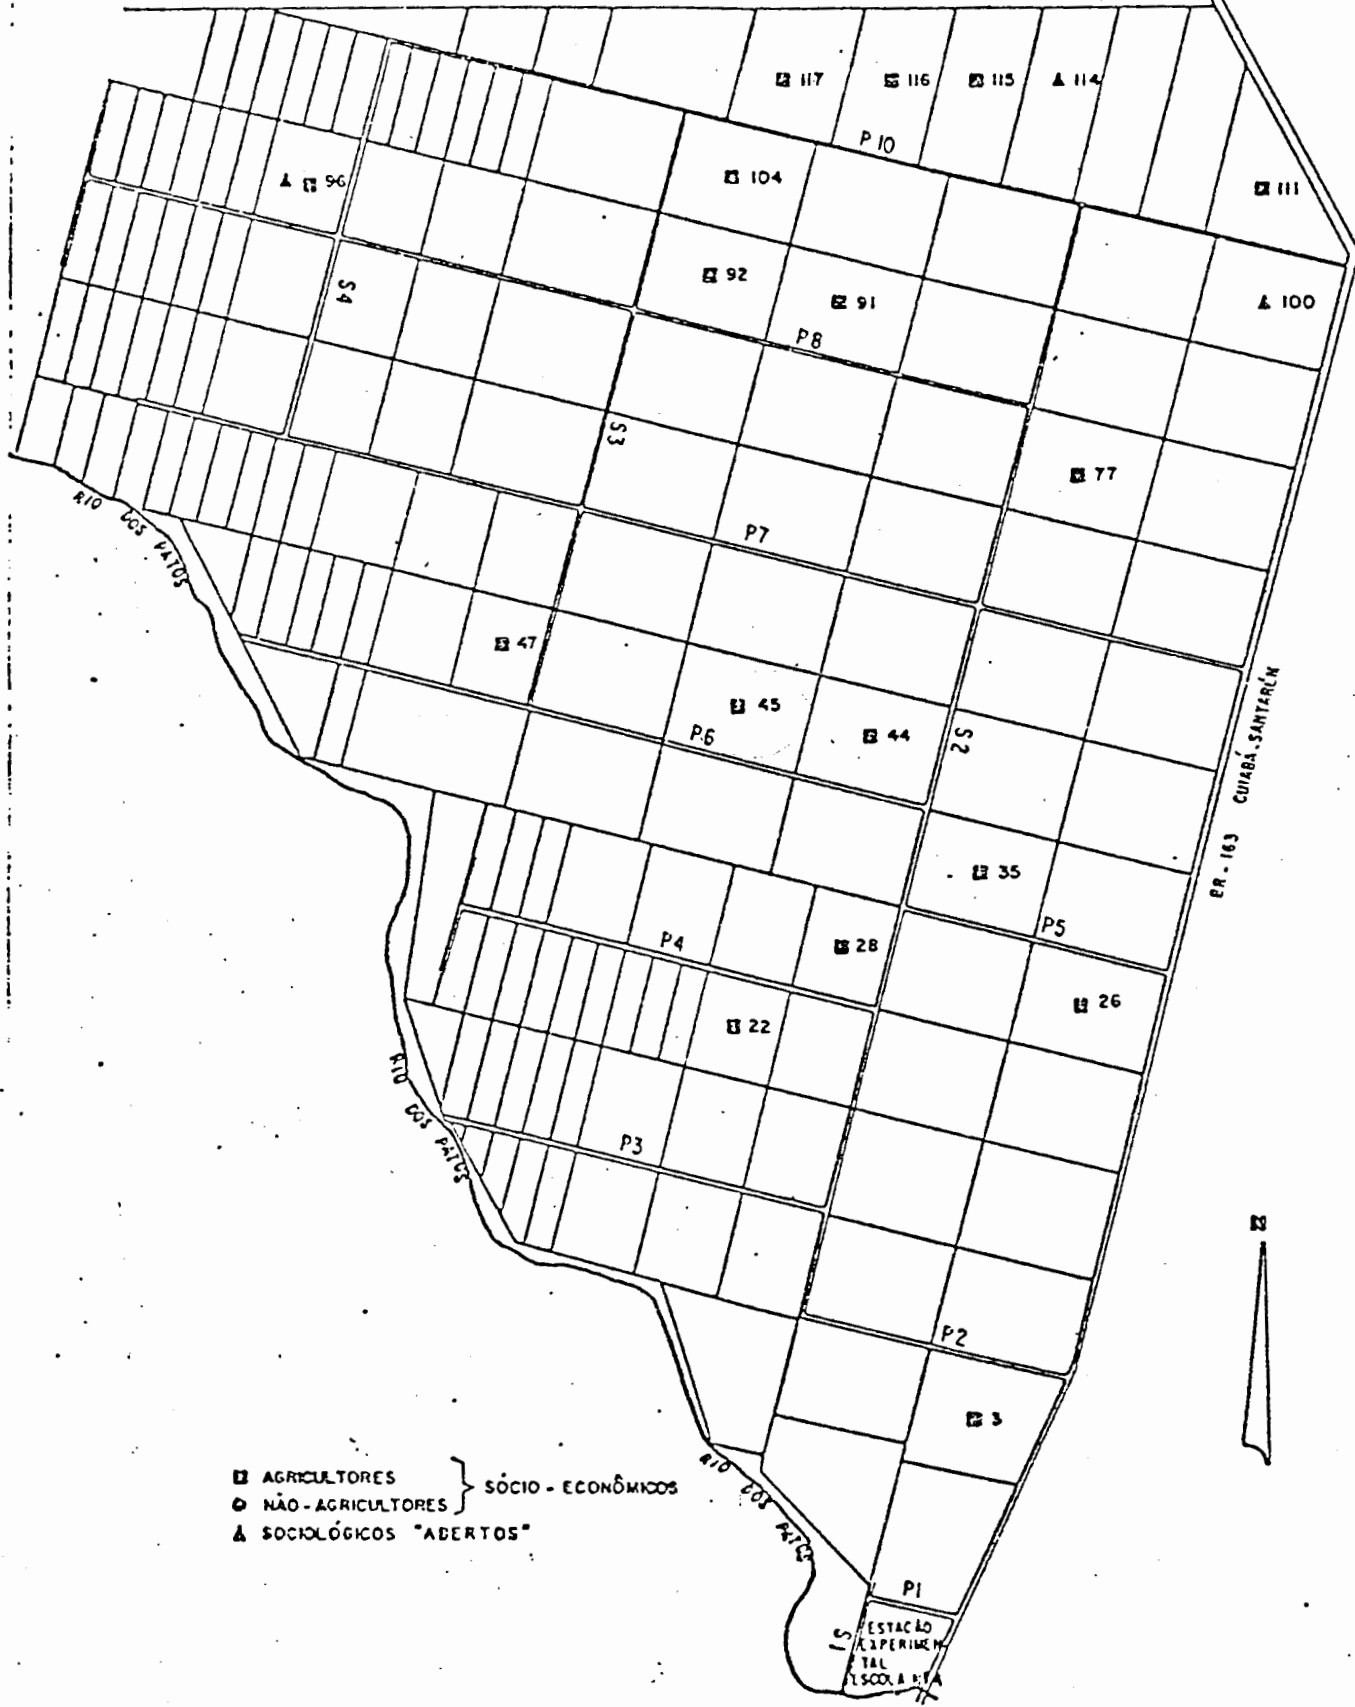 117
116
115
114
P 10
104
96
111
92
91
100
S4
P8
S3
77
P7
47
45
44
P6
S2
BR-163 CUIABÁ-SANTARÉN
RIO DOS PATOS
35
P5
P4
28
26
22
RIO DOS PATOS
P3
P2
3
AGRICULTORES
NÃO-AGRICULTORES
SÓCIO-ECONÔMICOS
SOCIOLÓGICOS "ABERTOS"
RIO DOS PATOS
P1
S1
ESTACÃO
EXPERIMEN
TAL
ESCOLA